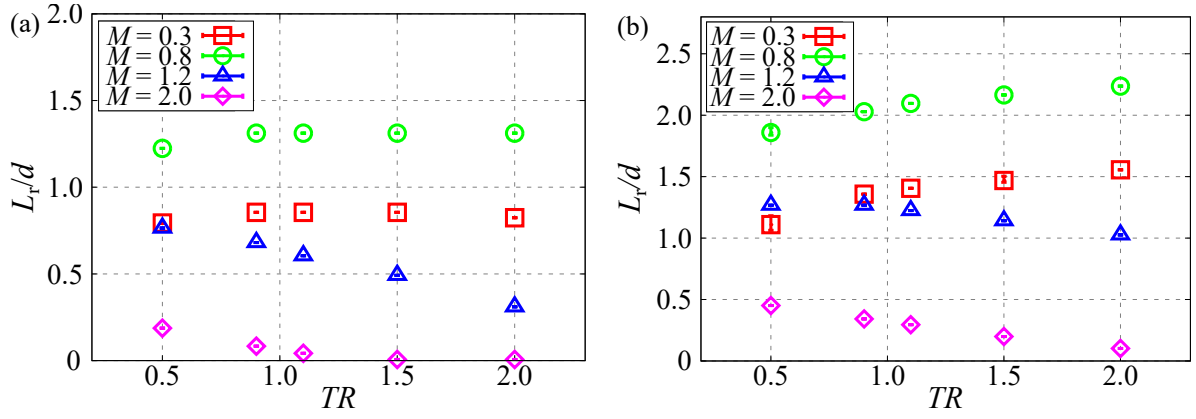 (a)
2.0
1.5
1.0
0.5
0
M = 0.3
M = 0.8
M = 1.2
M = 2.0
Lr/d
0.5 1.0 1.5 2.0
TR
(b)
2.5
2.0
1.5
1.0
0.5
0
M = 0.3
M = 0.8
M = 1.2
M = 2.0
Lr/d
0.5 1.0 1.5 2.0
TR